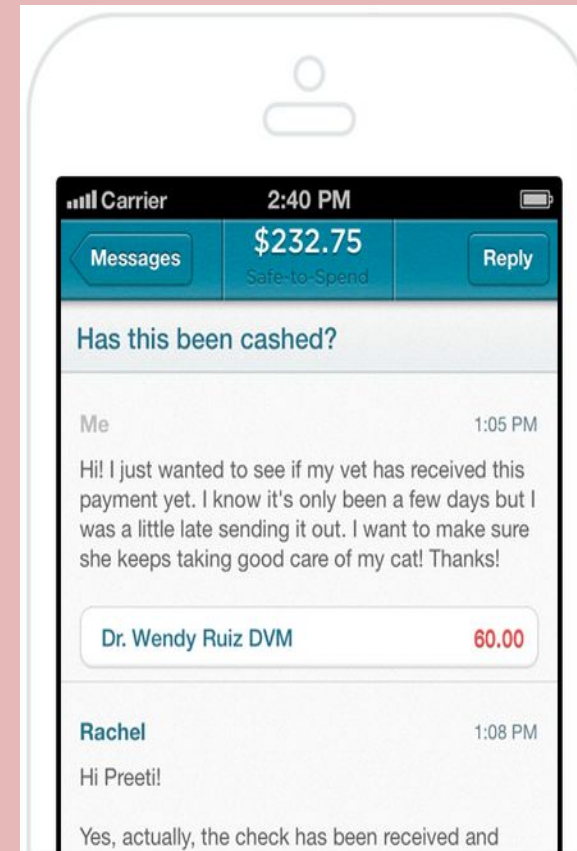 Carrier 2:40 PM
Messages $232.75 Reply
Safe-to-Spend
Has this been cashed?
Me 1:05 PM
Hi! I just wanted to see if my vet has received this
payment yet. I know it's only been a few days but I
was a little late sending it out. I want to make sure
she keeps taking good care of my cat! Thanks!
Dr. Wendy Ruiz DVM 60.00
Rachel 1:08 PM
Hi Preeti!
Yes, actually, the check has been received and